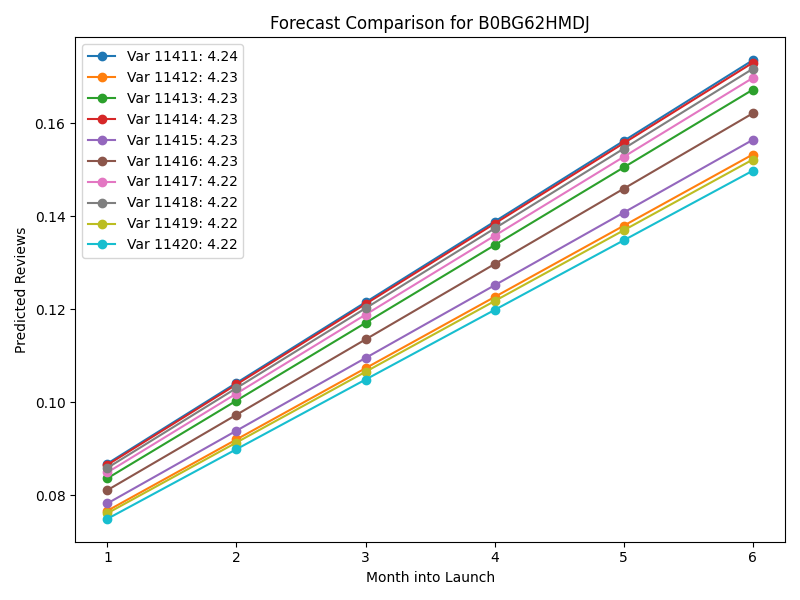 Forecast Comparison for B0BG62HMDJ
Var 11411: 4.24
Var 11412: 4.23
Var 11413: 4.23
Var 11414: 4.23
Var 11415: 4.23
Var 11416: 4.23
Var 11417: 4.22
Var 11418: 4.22
Var 11419: 4.22
Var 11420: 4.22
Predicted Reviews
0.16
0.14
0.12
0.10
0.08
1 2 3 4 5 6
Month into Launch